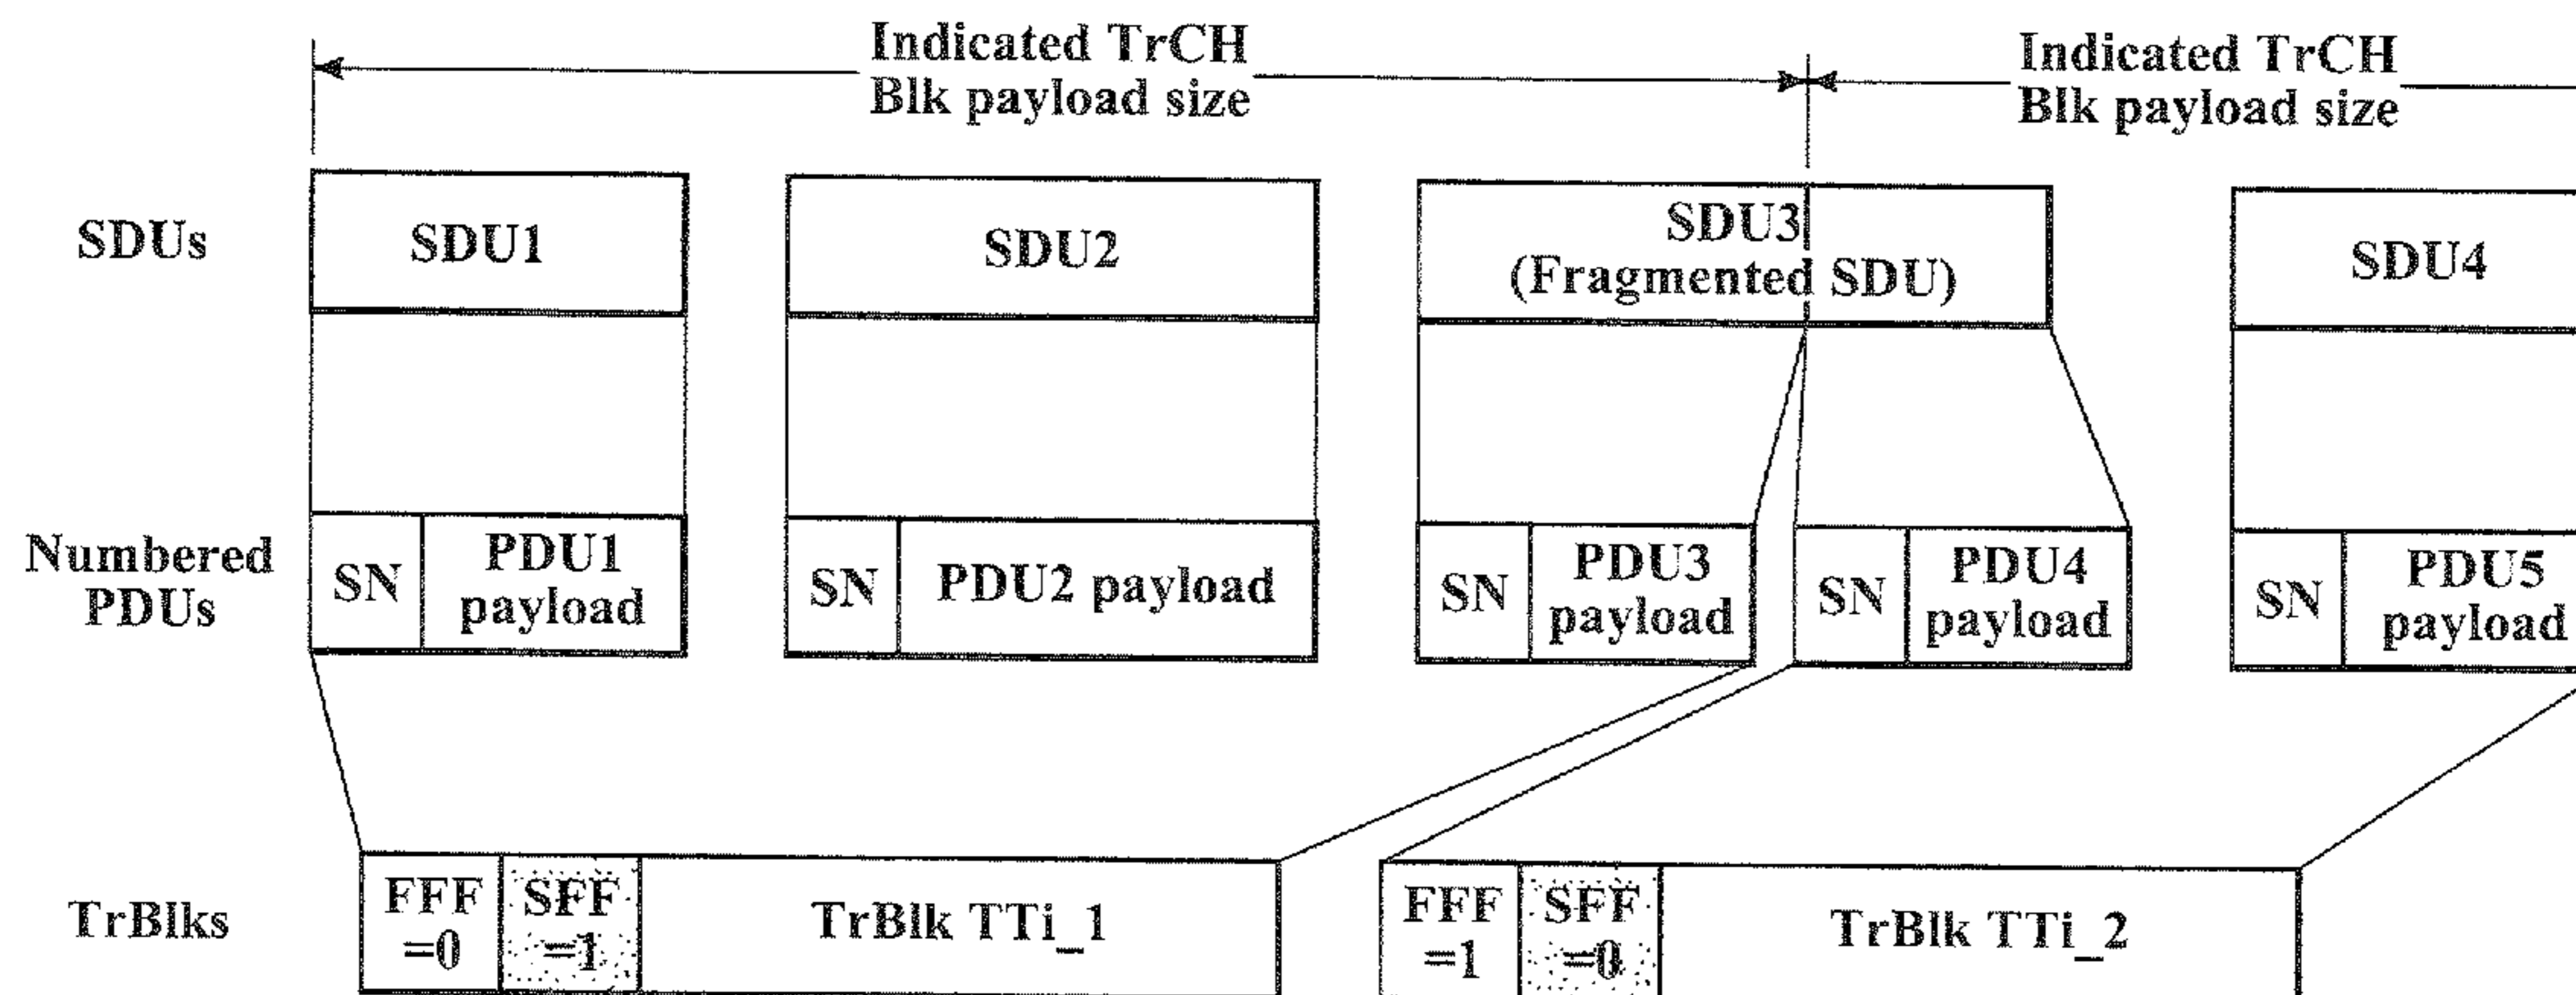 Indicated TrCH
Blk payload size
Indicated TrCH
Blk payload size
SDUs
SDU1
SDU2
SDU3
(Fragmented SDU)
SDU4
Numbered
PDUs
SN
PDU1
payload
SN
PDU2 payload
SN
PDU3
payload
SN
PDU4
payload
SN
PDU5
payload
TrBlks
FFF
=0
SFF
=1
TrBlk TTi_1
FFF
=1
SFF
=0
TrBlk TTi_2